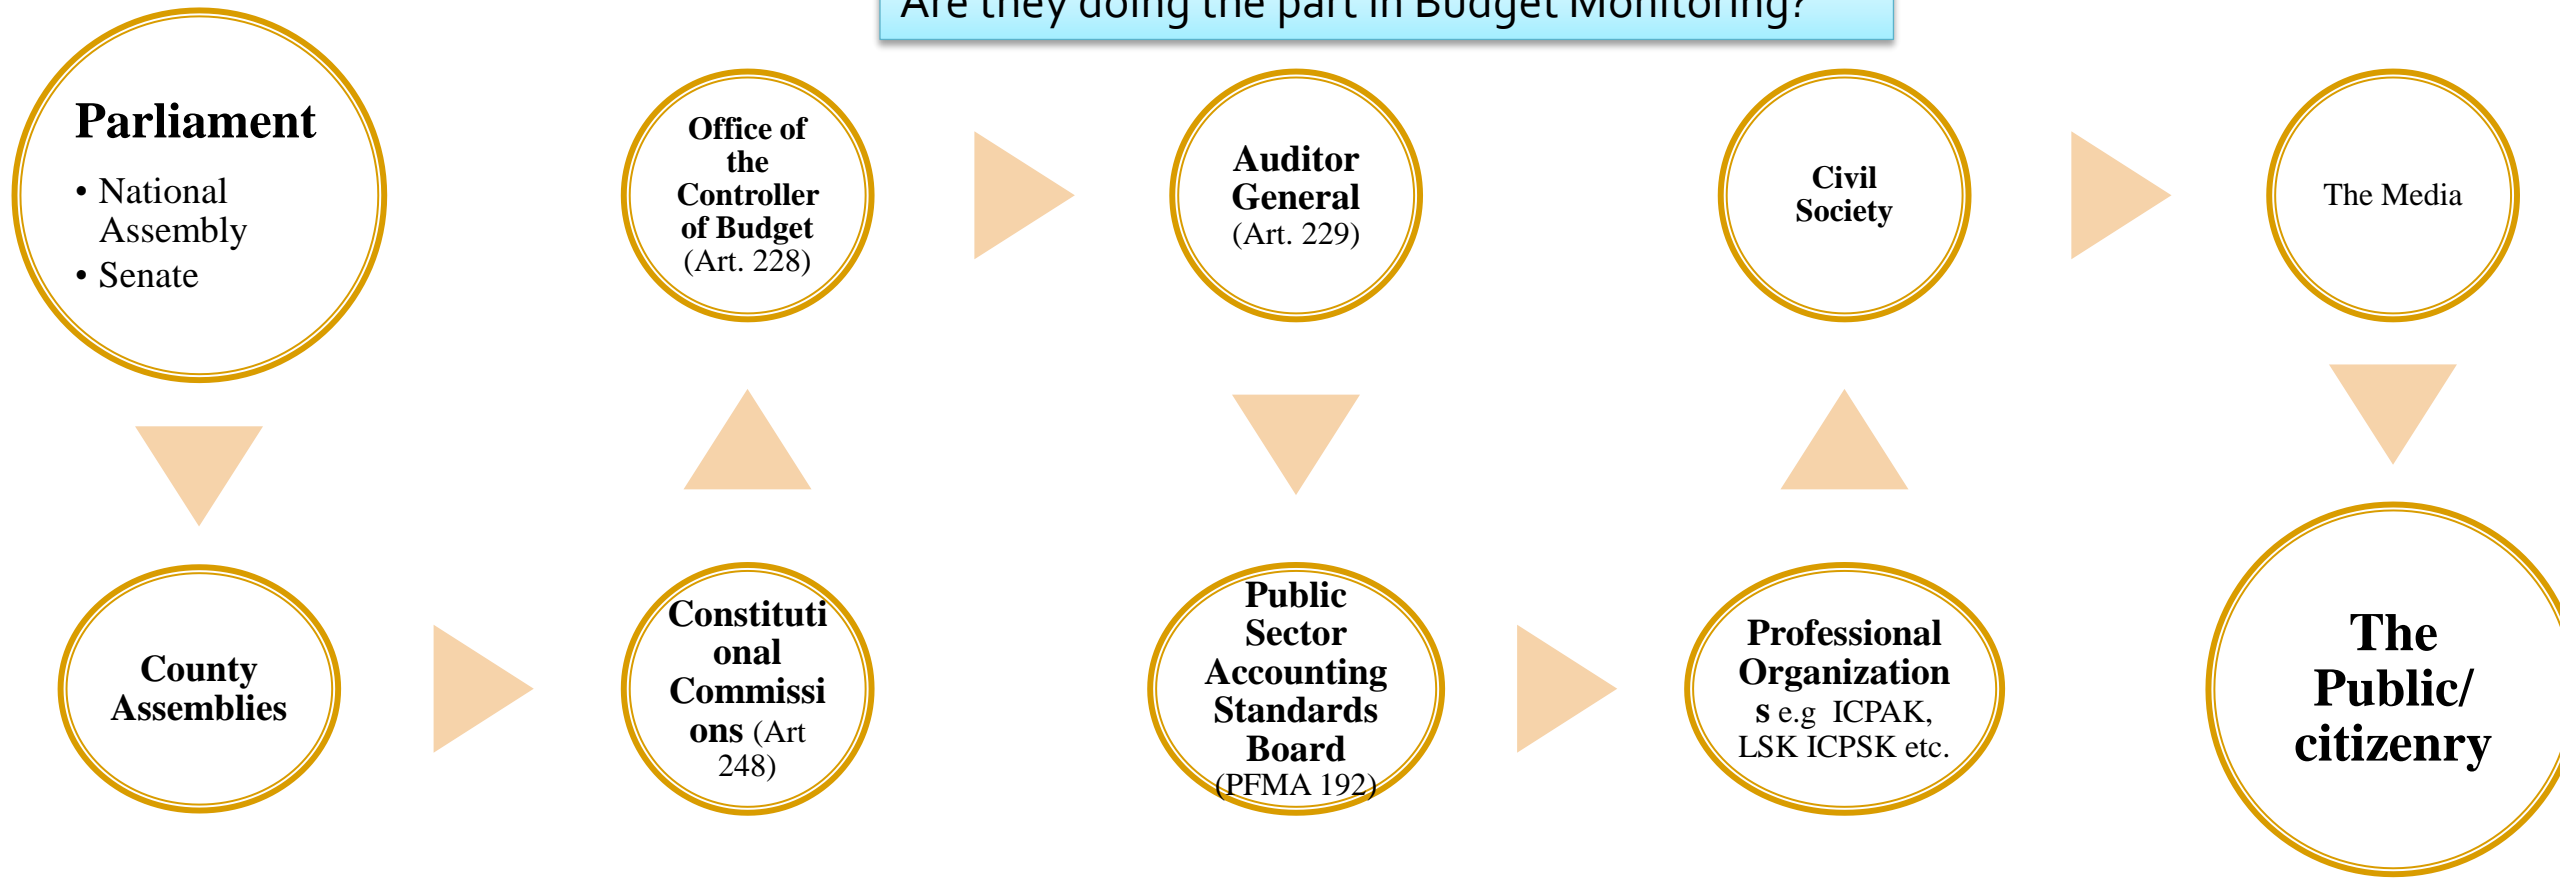 Are they doing the part in Budget Monitoring?
Parliament
• National
Assembly
• Senate
County
Assemblies
Constituti
onal
Commissi
ons (Art
248)
Office of
the
Controller
of Budget
(Art. 228)
Auditor
General
(Art. 229)
Public
Sector
Accounting
Standards
Board
(PFMA 192)
Professional
Organization
s e.g  ICPAK,
LSK ICPSK etc.
Civil
Society
The Media
The
Public/
citizenry